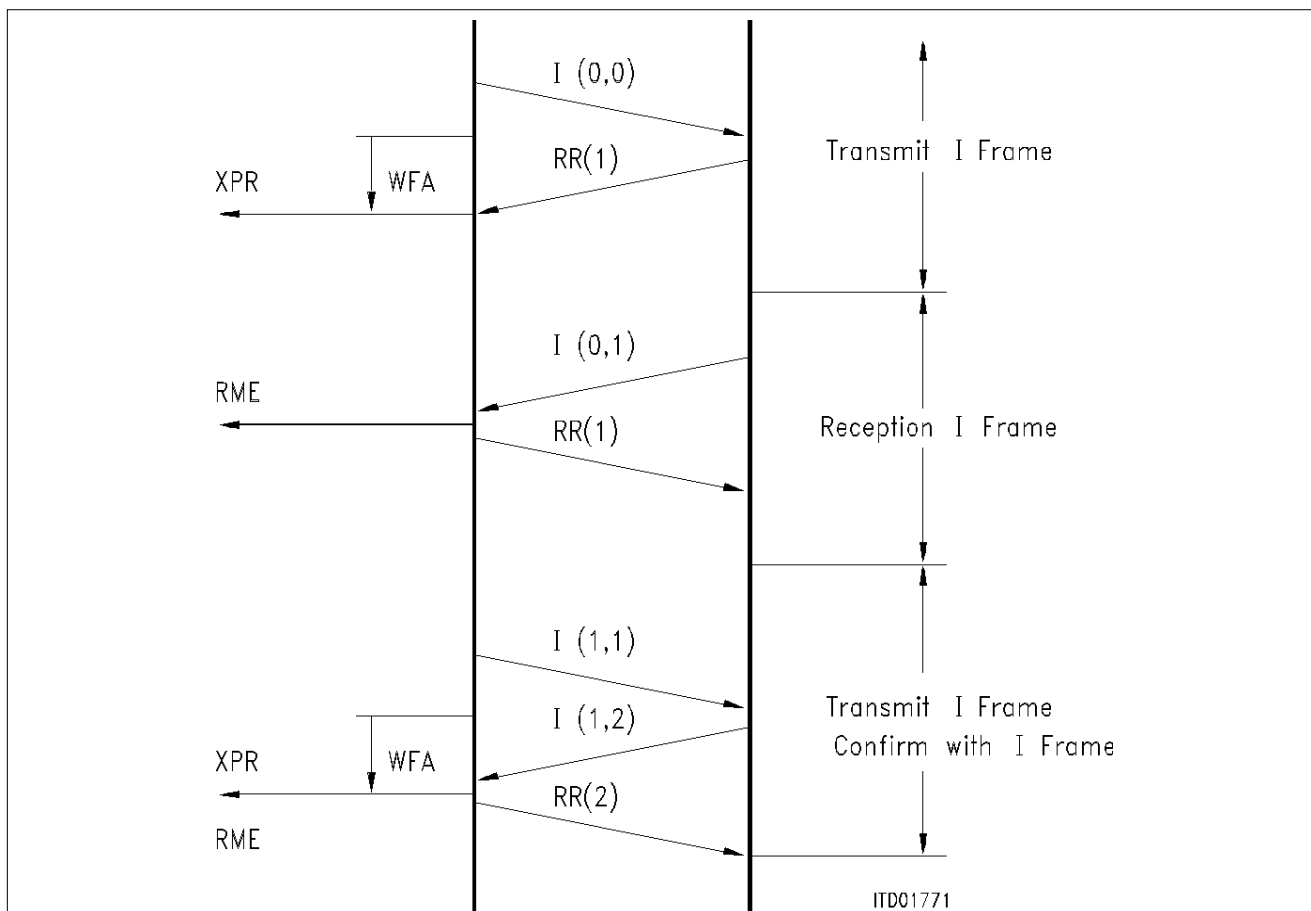 I (0,0)
Transmit I Frame
RR(1)
XPR
WFA
I (0,1)
RME
RR(1)
Reception I Frame
I (1,1)
Transmit I Frame
Confirm with I Frame
I (1,2)
XPR
WFA
RR(2)
RME
ITD01771